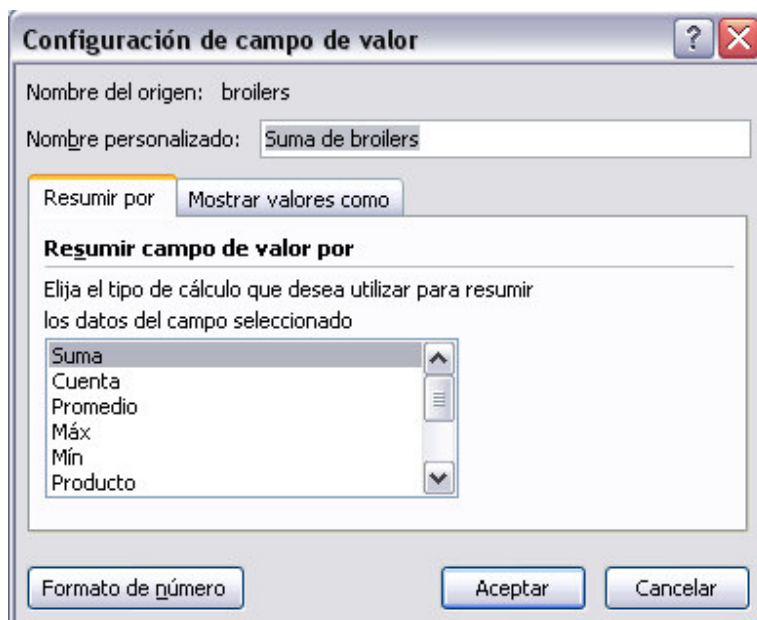 Configuración de campo de valor
Nombre del origen: broilers
Nombre personalizado: Suma de broilers
Resumir por Mostrar valores como
Resumir campo de valor por
Elija el tipo de cálculo que desea utilizar para resumir
los datos del campo seleccionado
Suma
Cuenta
Promedio
Máx
Mín
Producto
Formato de número Aceptar Cancelar